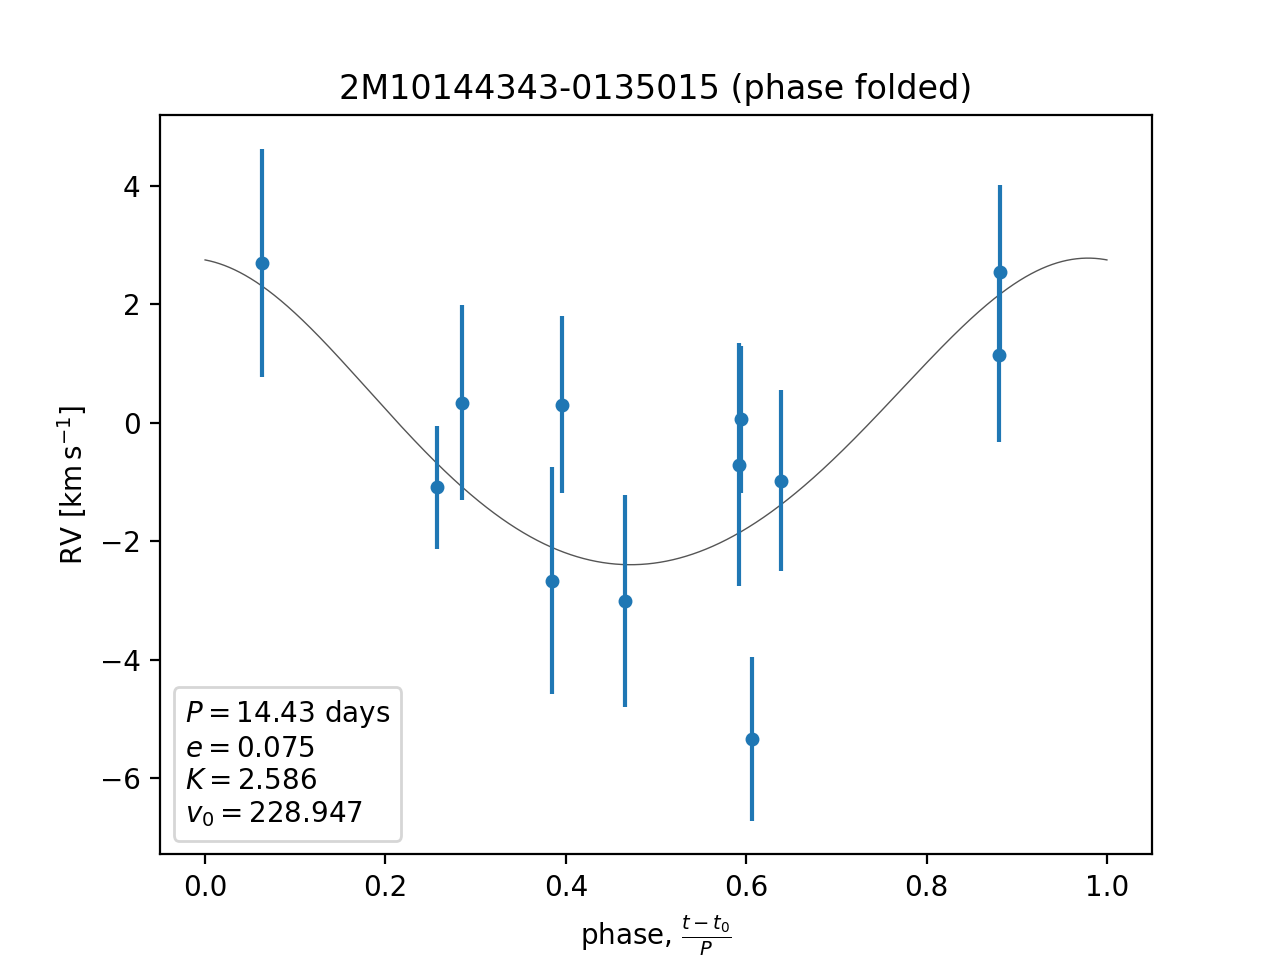 2M10144343-0135015 (phase folded)
RV [km s⁻¹]
4
2
0
−2
−4
−6
P = 14.43 days
e = 0.075
K = 2.586
v₀ = 228.947
0.0 0.2 0.4 0.6 0.8 1.0
phase, (t − t₀)/P